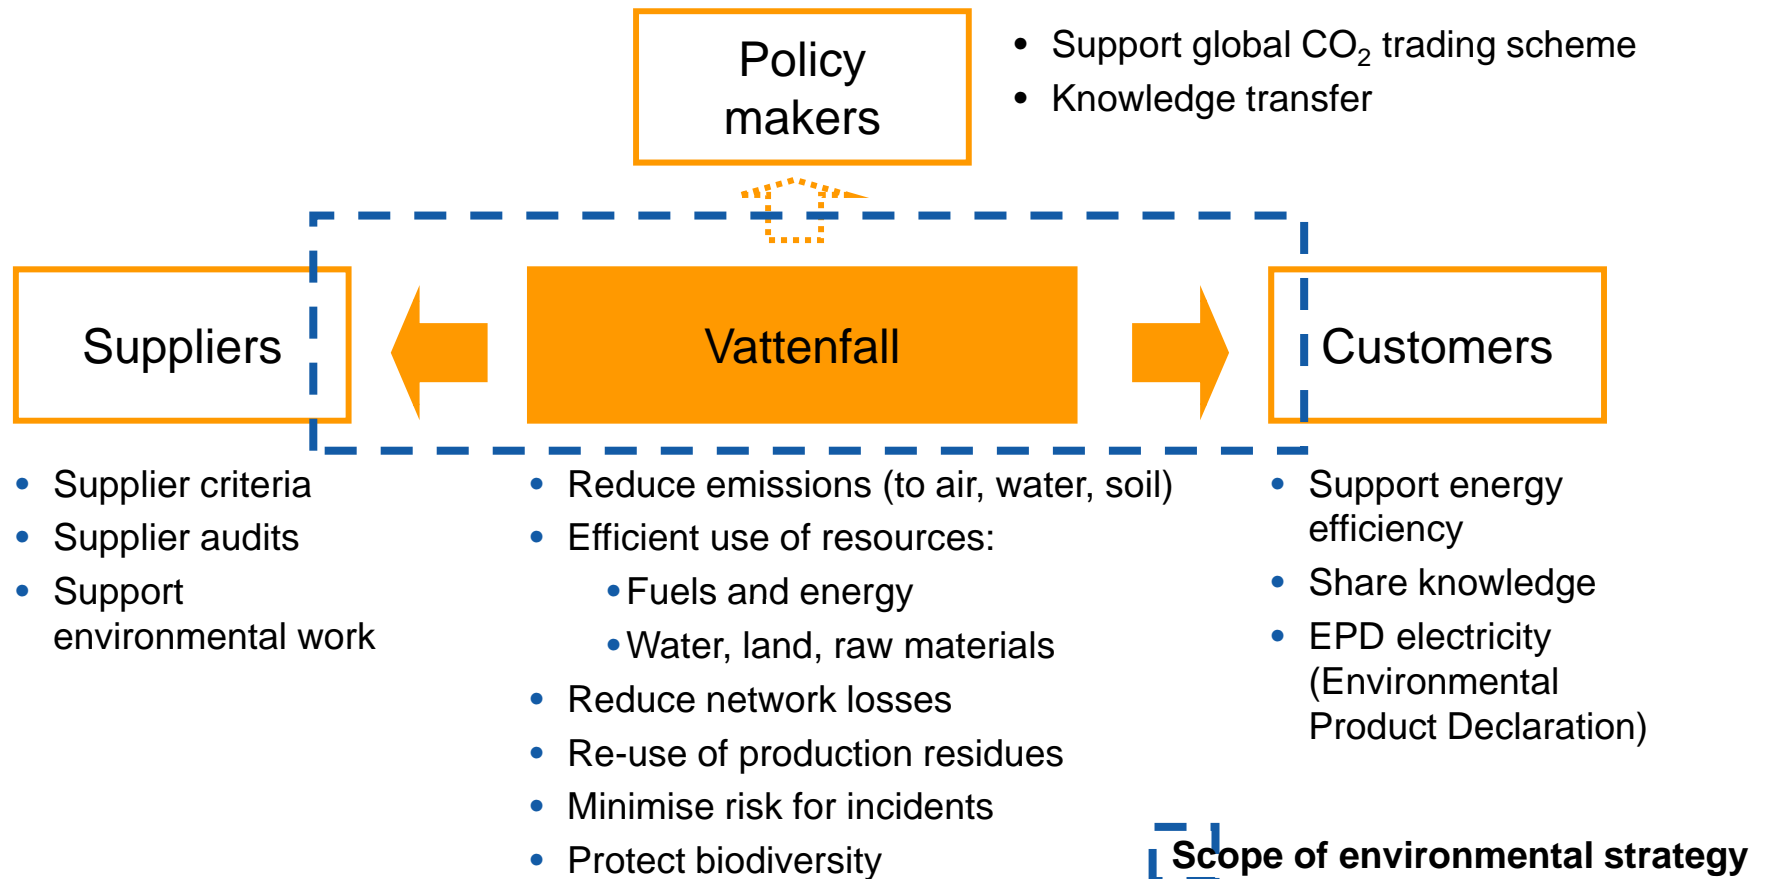 Policy
makers
• Support global CO₂ trading scheme
• Knowledge transfer
Suppliers
Vattenfall
Customers
• Supplier criteria
• Supplier audits
• Support
environmental work
• Reduce emissions (to air, water, soil)
• Efficient use of resources:
• Fuels and energy
• Water, land, raw materials
• Reduce network losses
• Re-use of production residues
• Minimise risk for incidents
• Protect biodiversity
• Support energy
efficiency
• Share knowledge
• EPD electricity
(Environmental
Product Declaration)
Scope of environmental strategy